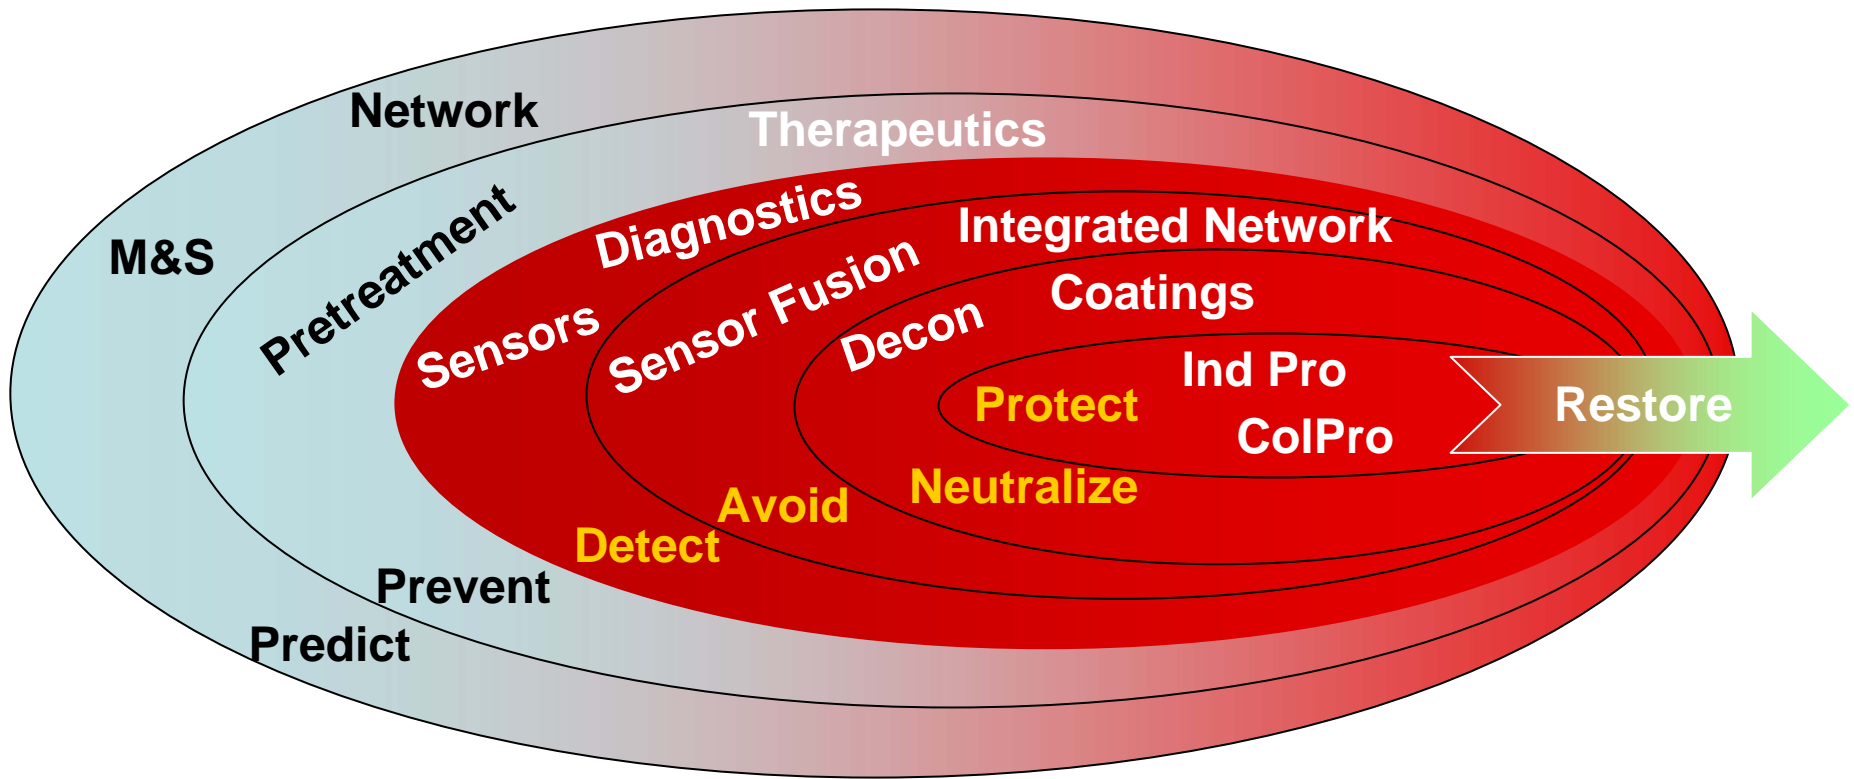 Network
Therapeutics
M&S
Pretreatment
Diagnostics
Sensors
Integrated Network
Sensor Fusion
Coatings
Decon
Ind Pro
Protect
ColPro
Restore
Neutralize
Avoid
Detect
Prevent
Predict